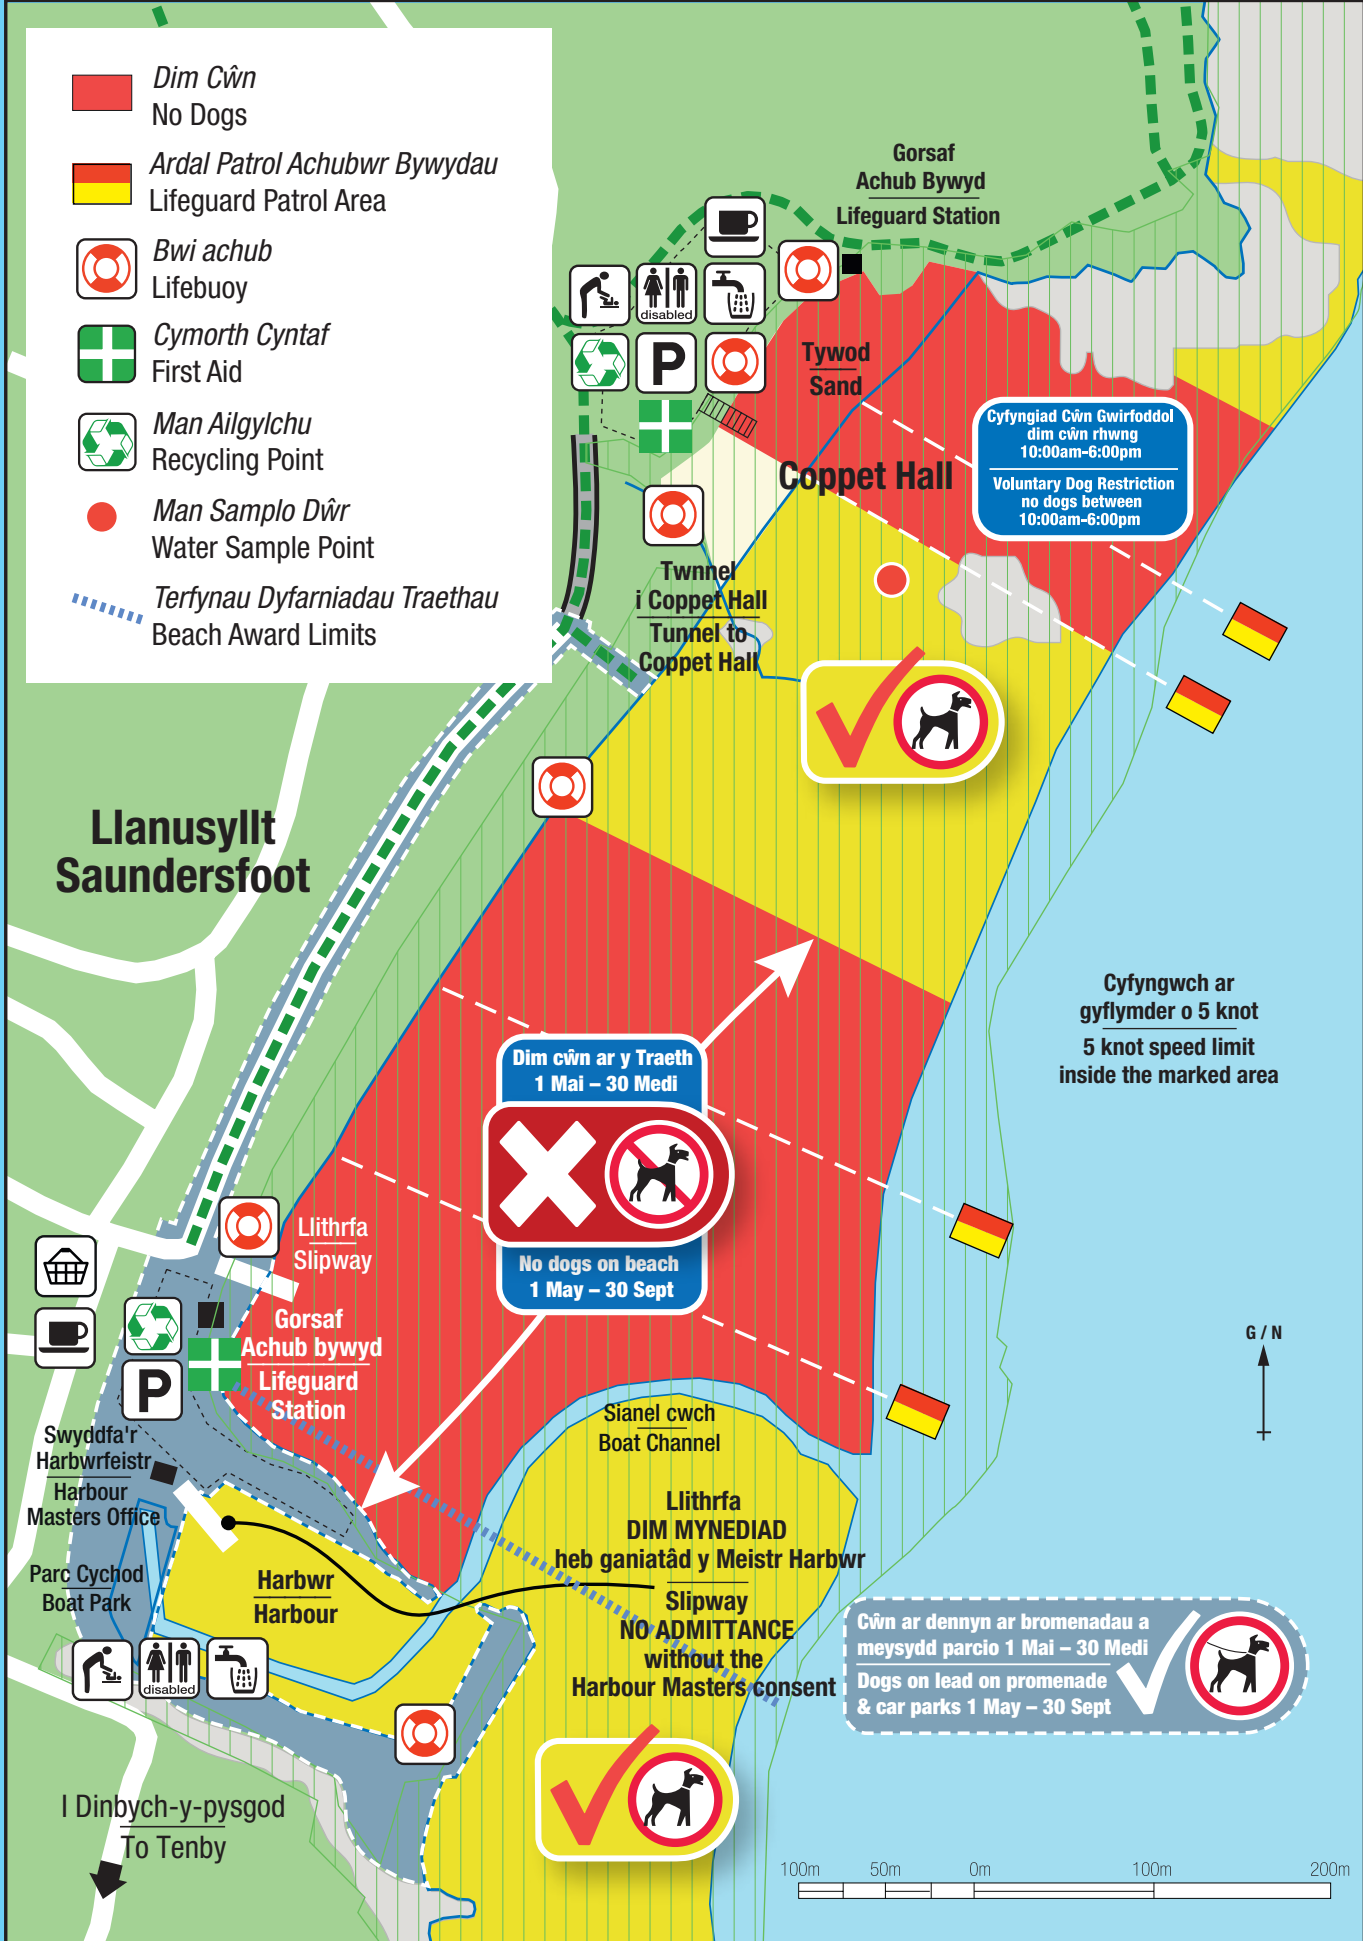 Dim Cŵn
No Dogs
Ardal Patrol Achubwr Bywydau
Lifeguard Patrol Area
Bwi achub
Lifebuoy
Cymorth Cyntaf
First Aid
Man Ailgylchu
Recycling Point
Man Samplo Dŵr
Water Sample Point
Terfynau Dyfarniadau Traethau
Beach Award Limits
Gorsaf
Achub Bywyd
Lifeguard Station
disabled
P
Tywod
Sand
Cyfyngiad Cŵn Gwirfoddol
dim cŵn rhwng
10:00am-6:00pm
Voluntary Dog Restriction
no dogs between
10:00am-6:00pm
Coppet Hall
Twnnel
i Coppet Hall
Tunnel to
Coppet Hall
Llanusyllt
Saundersfoot
Cyfyngwch ar
gyflymder o 5 knot
5 knot speed limit
inside the marked area
Dim cŵn ar y Traeth
1 Mai – 30 Medi
No dogs on beach
1 May – 30 Sept
Llithrfa
Slipway
Gorsaf
Achub bywyd
Lifeguard
Station
P
G / N
Swyddfa'r
Harbwrfeistr
Harbour
Masters Office
Sianel cwch
Boat Channel
Parc Cychod
Boat Park
Harbwr
Harbour
Llithrfa
DIM MYNEDIAD
heb ganiatâd y Meistr Harbwr
Slipway
NO ADMITTANCE
without the
Harbour Masters consent
disabled
Cŵn ar dennyn ar bromenadau a
meysydd parcio 1 Mai – 30 Medi
Dogs on lead on promenade
& car parks 1 May – 30 Sept
I Dinbych-y-pysgod
To Tenby
100m 50m 0m 100m 200m